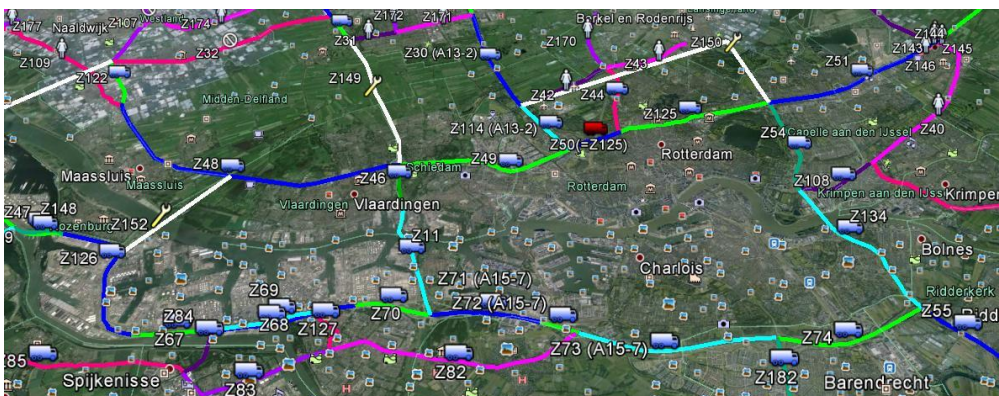 Z177
Naaldwijk
Z107
Westland
Z174
Z172
Z171
Berkel en Rodenrijs
Z144
Z109
Z32
Z31
Z30 (A13-2)
Z170
Z150
Z143
Z145
Z122
Z149
Z43
Z51
Z146
Midden-Delfland
Z42
Z44
Z125
Z114 (A13-2)
Z50(=Z125)
Z54
Capelle aan den IJssel
Z40
Maassluis
Z48
Z46
Schiedam
Z49
Rotterdam
Maassluis
Rotterdam
Z108
Krimpen aan den IJssel
Krimpen
Z47
Z148
Rozenburg
Z152
Vlaardingen
Vlaardingen
Z134
Z126
Z11
Bolnes
Charlois
Z69
Z71 (A15-7)
Ridderkerk
Z84
Z68
Z70
Z72 (A15-7)
Z55
Z67
Z127
Z73 (A15-7)
Z74
Z85
Spijkenisse
Z83
Z82
Z182
Barendrecht